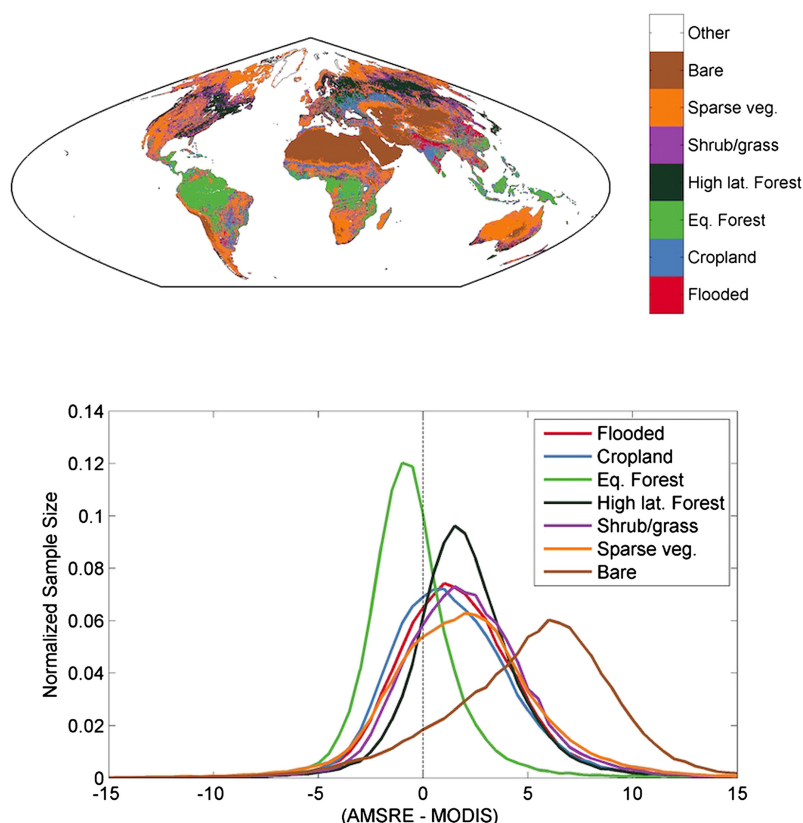 Other
Bare
Sparse veg.
Shrub/grass
High lat. Forest
Eq. Forest
Cropland
Flooded
0.14
0.12
0.1
0.08
0.06
0.04
0.02
0
Normalized Sample Size
Flooded
Cropland
Eq. Forest
High lat. Forest
Shrub/grass
Sparse veg.
Bare
-15 -10 -5 0 5 10 15
(AMSRE - MODIS)